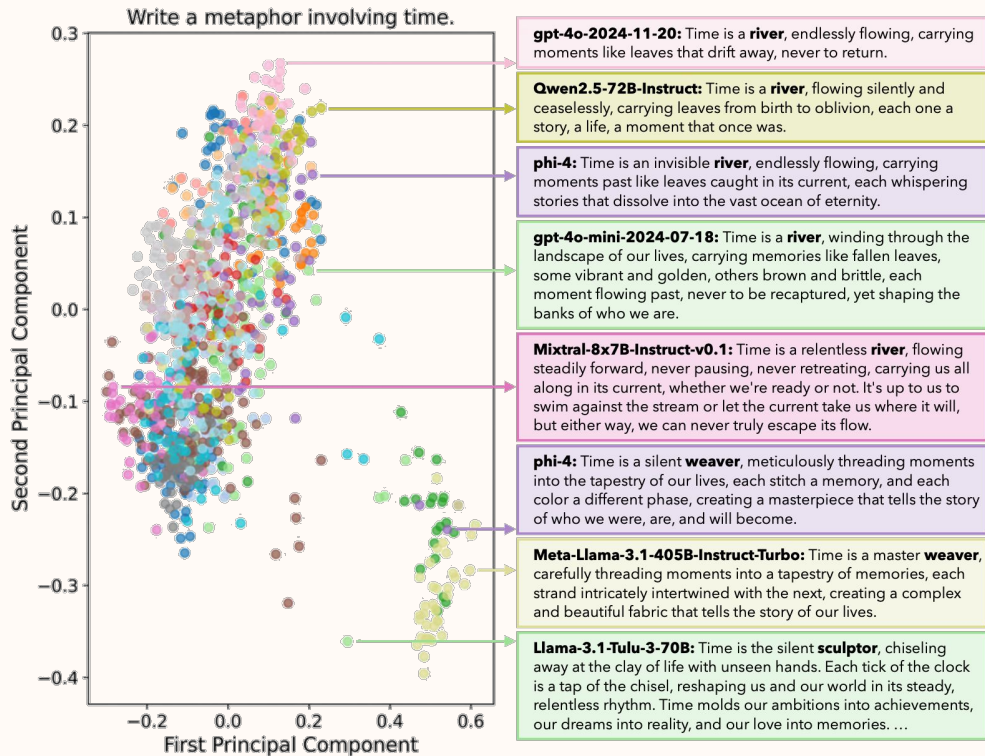 Write a metaphor involving time.
0.3
0.2
0.1
0.0
−0.1
−0.2
−0.3
−0.4
Second Principal Component
−0.2
0.0
0.2
0.4
0.6
First Principal Component
gpt-4o-2024-11-20: Time is a river, endlessly flowing, carrying
moments like leaves that drift away, never to return.
Qwen2.5-72B-Instruct: Time is a river, flowing silently and
ceaselessly, carrying leaves from birth to oblivion, each one a
story, a life, a moment that once was.
phi-4: Time is an invisible river, endlessly flowing, carrying
moments past like leaves caught in its current, each whispering
stories that dissolve into the vast ocean of eternity.
gpt-4o-mini-2024-07-18: Time is a river, winding through the
landscape of our lives, carrying memories like fallen leaves,
some vibrant and golden, others brown and brittle, each
moment flowing past, never to be recaptured, yet shaping the
banks of who we are.
Mixtral-8x7B-Instruct-v0.1: Time is a relentless river, flowing
steadily forward, never pausing, never retreating, carrying us all
along in its current, whether we're ready or not. It's up to us to
swim against the stream or let the current take us where it will,
but either way, we can never truly escape its flow.
phi-4: Time is a silent weaver, meticulously threading moments
into the tapestry of our lives, each stitch a memory, and each
color a different phase, creating a masterpiece that tells the story
of who we were, are, and will become.
Meta-Llama-3.1-405B-Instruct-Turbo: Time is a master weaver,
carefully threading moments into a tapestry of memories, each
strand intricately intertwined with the next, creating a complex
and beautiful fabric that tells the story of our lives.
Llama-3.1-Tulu-3-70B: Time is the silent sculptor, chiseling
away at the clay of life with unseen hands. Each tick of the clock
is a tap of the chisel, reshaping us and our world in its steady,
relentless rhythm. Time molds our ambitions into achievements,
our dreams into reality, and our love into memories. …